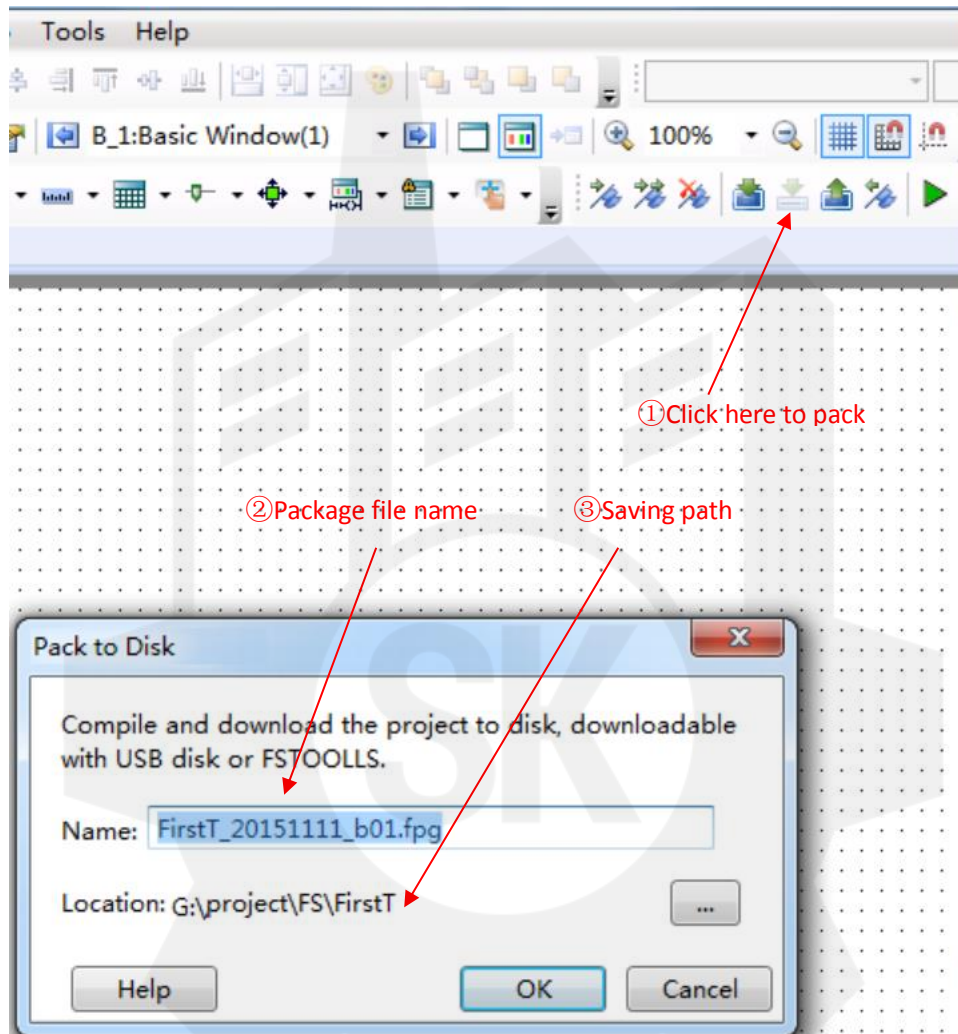 Tools Help
B_1:Basic Window(1) 100%
①Click here to pack
②Package file name ③Saving path
Pack to Disk
SK
Compile and download the project to disk, downloadable
with USB disk or FSTOOLLS.
Name: FirstT_20151111_b01.fpg
Location: G:\project\FS\FirstT ...
Help OK Cancel